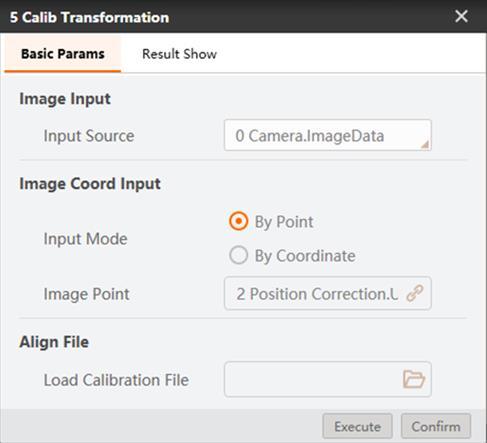 5 Calib Transformation
Basic Params Result Show
Image Input
Input Source 0 Camera.ImageData
Image Coord Input
Input Mode
By Point
By Coordinate
Image Point 2 Position Correction.U
Align File
Load Calibration File
Execute Confirm